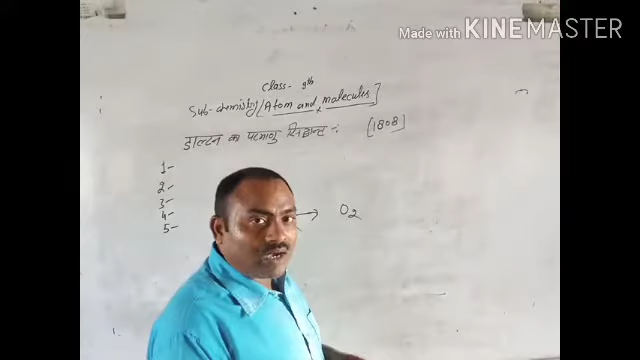 Made with KINEMASTER
Class- 9th
Sub- chemistry [Atom and molecules]
डाल्टन का परमाणु सिद्धान्त -: [1808]
1-
2-
3-
4- → O2
5-